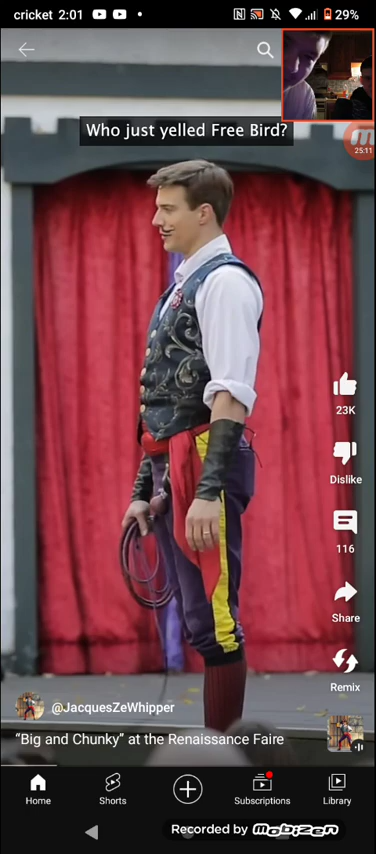 cricket 2:01
29%
Who just yelled Free Bird?
25:11
23K
Dislike
116
Share
Remix
@JacquesZeWhipper
“Big and Chunky” at the Renaissance Faire
Home
Shorts
Subscriptions
Library
Recorded by mobizen